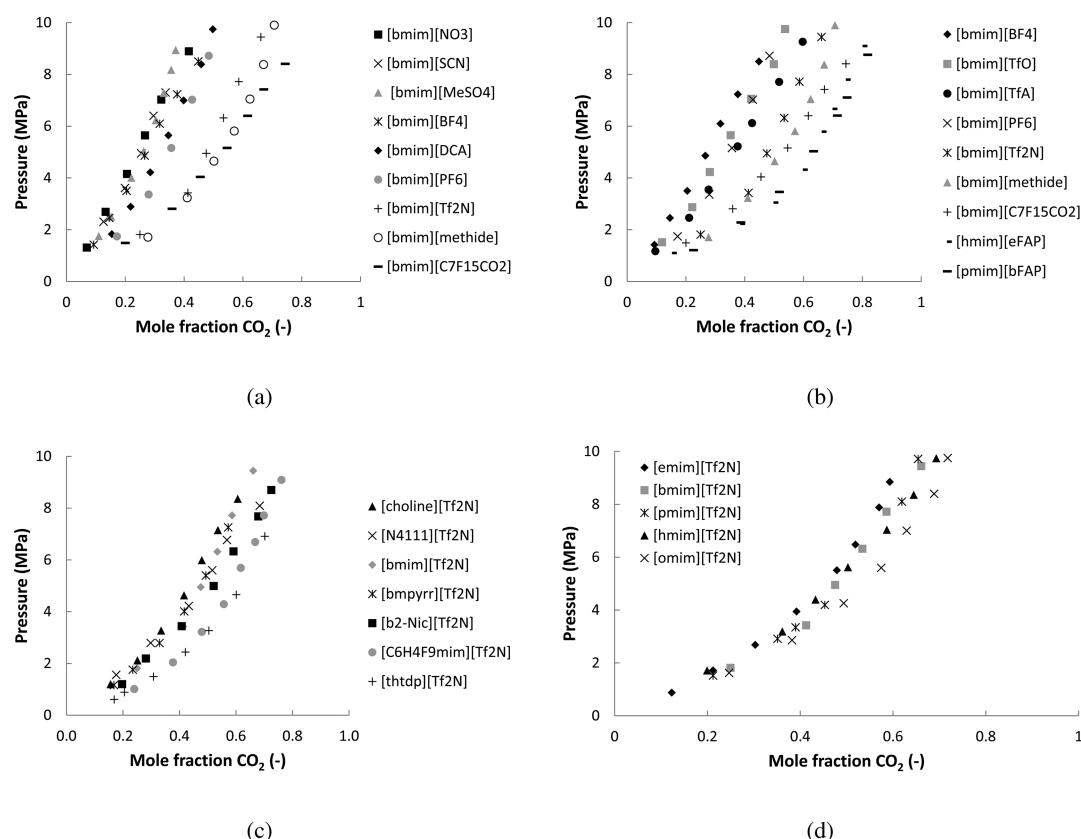 Pressure (MPa)
10
8
6
4
2
0
0
0.2
0.4
0.6
0.8
1
Mole fraction CO2 (-)
[bmim][NO3]
[bmim][SCN]
[bmim][MeSO4]
[bmim][BF4]
[bmim][DCA]
[bmim][PF6]
[bmim][Tf2N]
[bmim][methide]
[bmim][C7F15CO2]
(a)
Pressure (MPa)
10
8
6
4
2
0
0
0.2
0.4
0.6
0.8
1
Mole fraction CO2 (-)
[bmim][BF4]
[bmim][TfO]
[bmim][TfA]
[bmim][PF6]
[bmim][Tf2N]
[bmim][methide]
[bmim][C7F15CO2]
[hmim][eFAP]
[pmim][bFAP]
(b)
Pressure (MPa)
10
8
6
4
2
0
0.0
0.2
0.4
0.6
0.8
1.0
Mole fraction CO2 (-)
[choline][Tf2N]
[N4111][Tf2N]
[bmim][Tf2N]
[bmpyrr][Tf2N]
[b2-Nic][Tf2N]
[C6H4F9mim][Tf2N]
[thtdp][Tf2N]
(c)
Pressure (MPa)
10
8
6
4
2
0
0
0.2
0.4
0.6
0.8
1
Mole fraction CO2 (-)
[emim][Tf2N]
[bmim][Tf2N]
[pmim][Tf2N]
[hmim][Tf2N]
[omim][Tf2N]
(d)